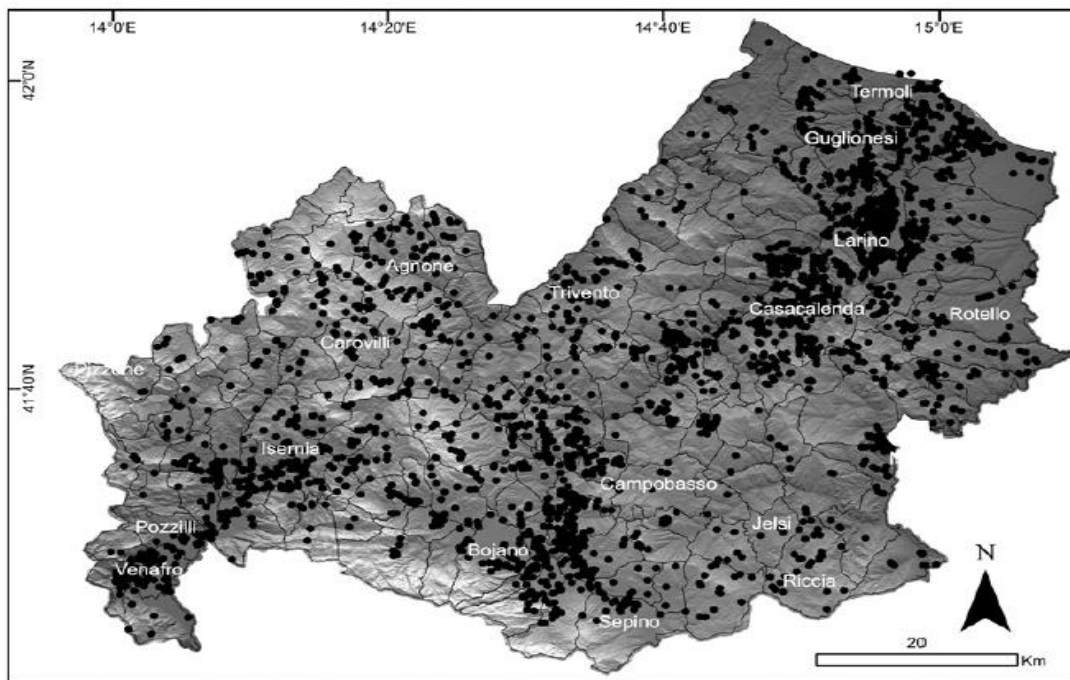 14°0'E 14°20'E 14°40'E 15°0'E
42°0'N
Termoli
Guglionesi
Larino
Agnone
Trivento
Casacalenda
Rotello
Carovilli
Pizzone
41°40'N
Isernia
Campobasso
Pozzilli
Jelsi
Bojano
Venafro
Riccia
Sepino
N
20
Km